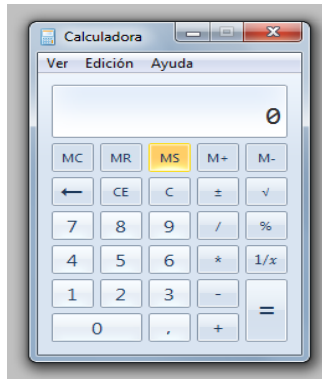 Calculadora
Ver Edición Ayuda
0
MC MR MS M+ M-
← CE C ± √
7 8 9 / %
4 5 6 * 1/x
1 2 3 - =
0 , +